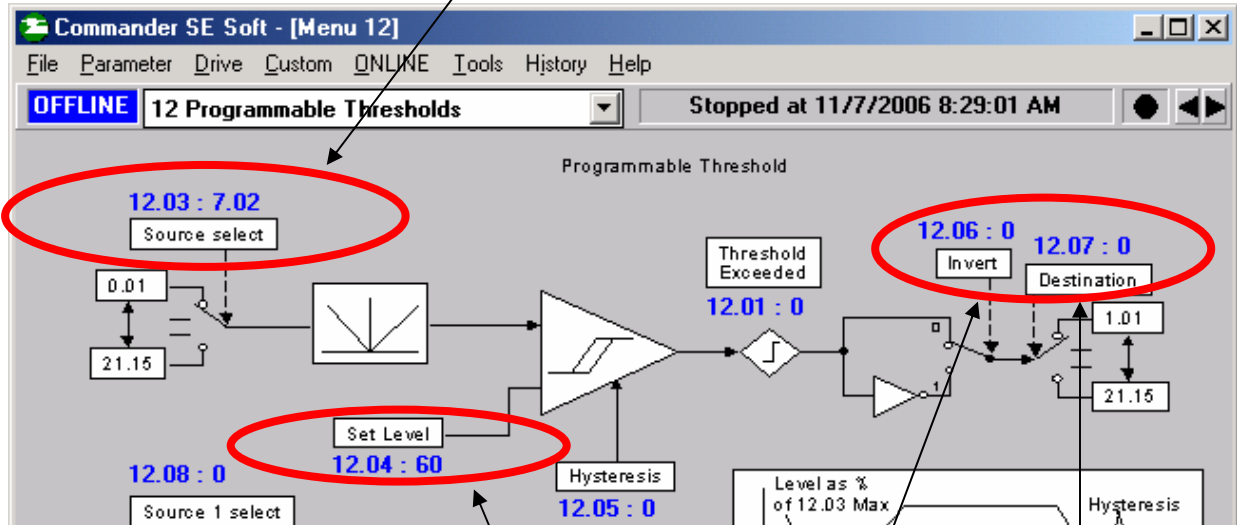 Commander SE Soft - [Menu 12]
File Parameter Drive Custom ONLINE Tools History Help
OFFLINE 12 Programmable Thresholds Stopped at 11/7/2006 8:29:01 AM
Programmable Threshold
12.03 : 7.02
Source select
0.01
21.15
Set Level
12.04 : 60
Hysteresis
12.05 : 0
Threshold
Exceeded
12.01 : 0
12.06 : 0
Invert
12.07 : 0
Destination
0
1
1.01
21.15
12.08 : 0
Source 1 select
Level as %
of 12.03 Max
Hysteresis